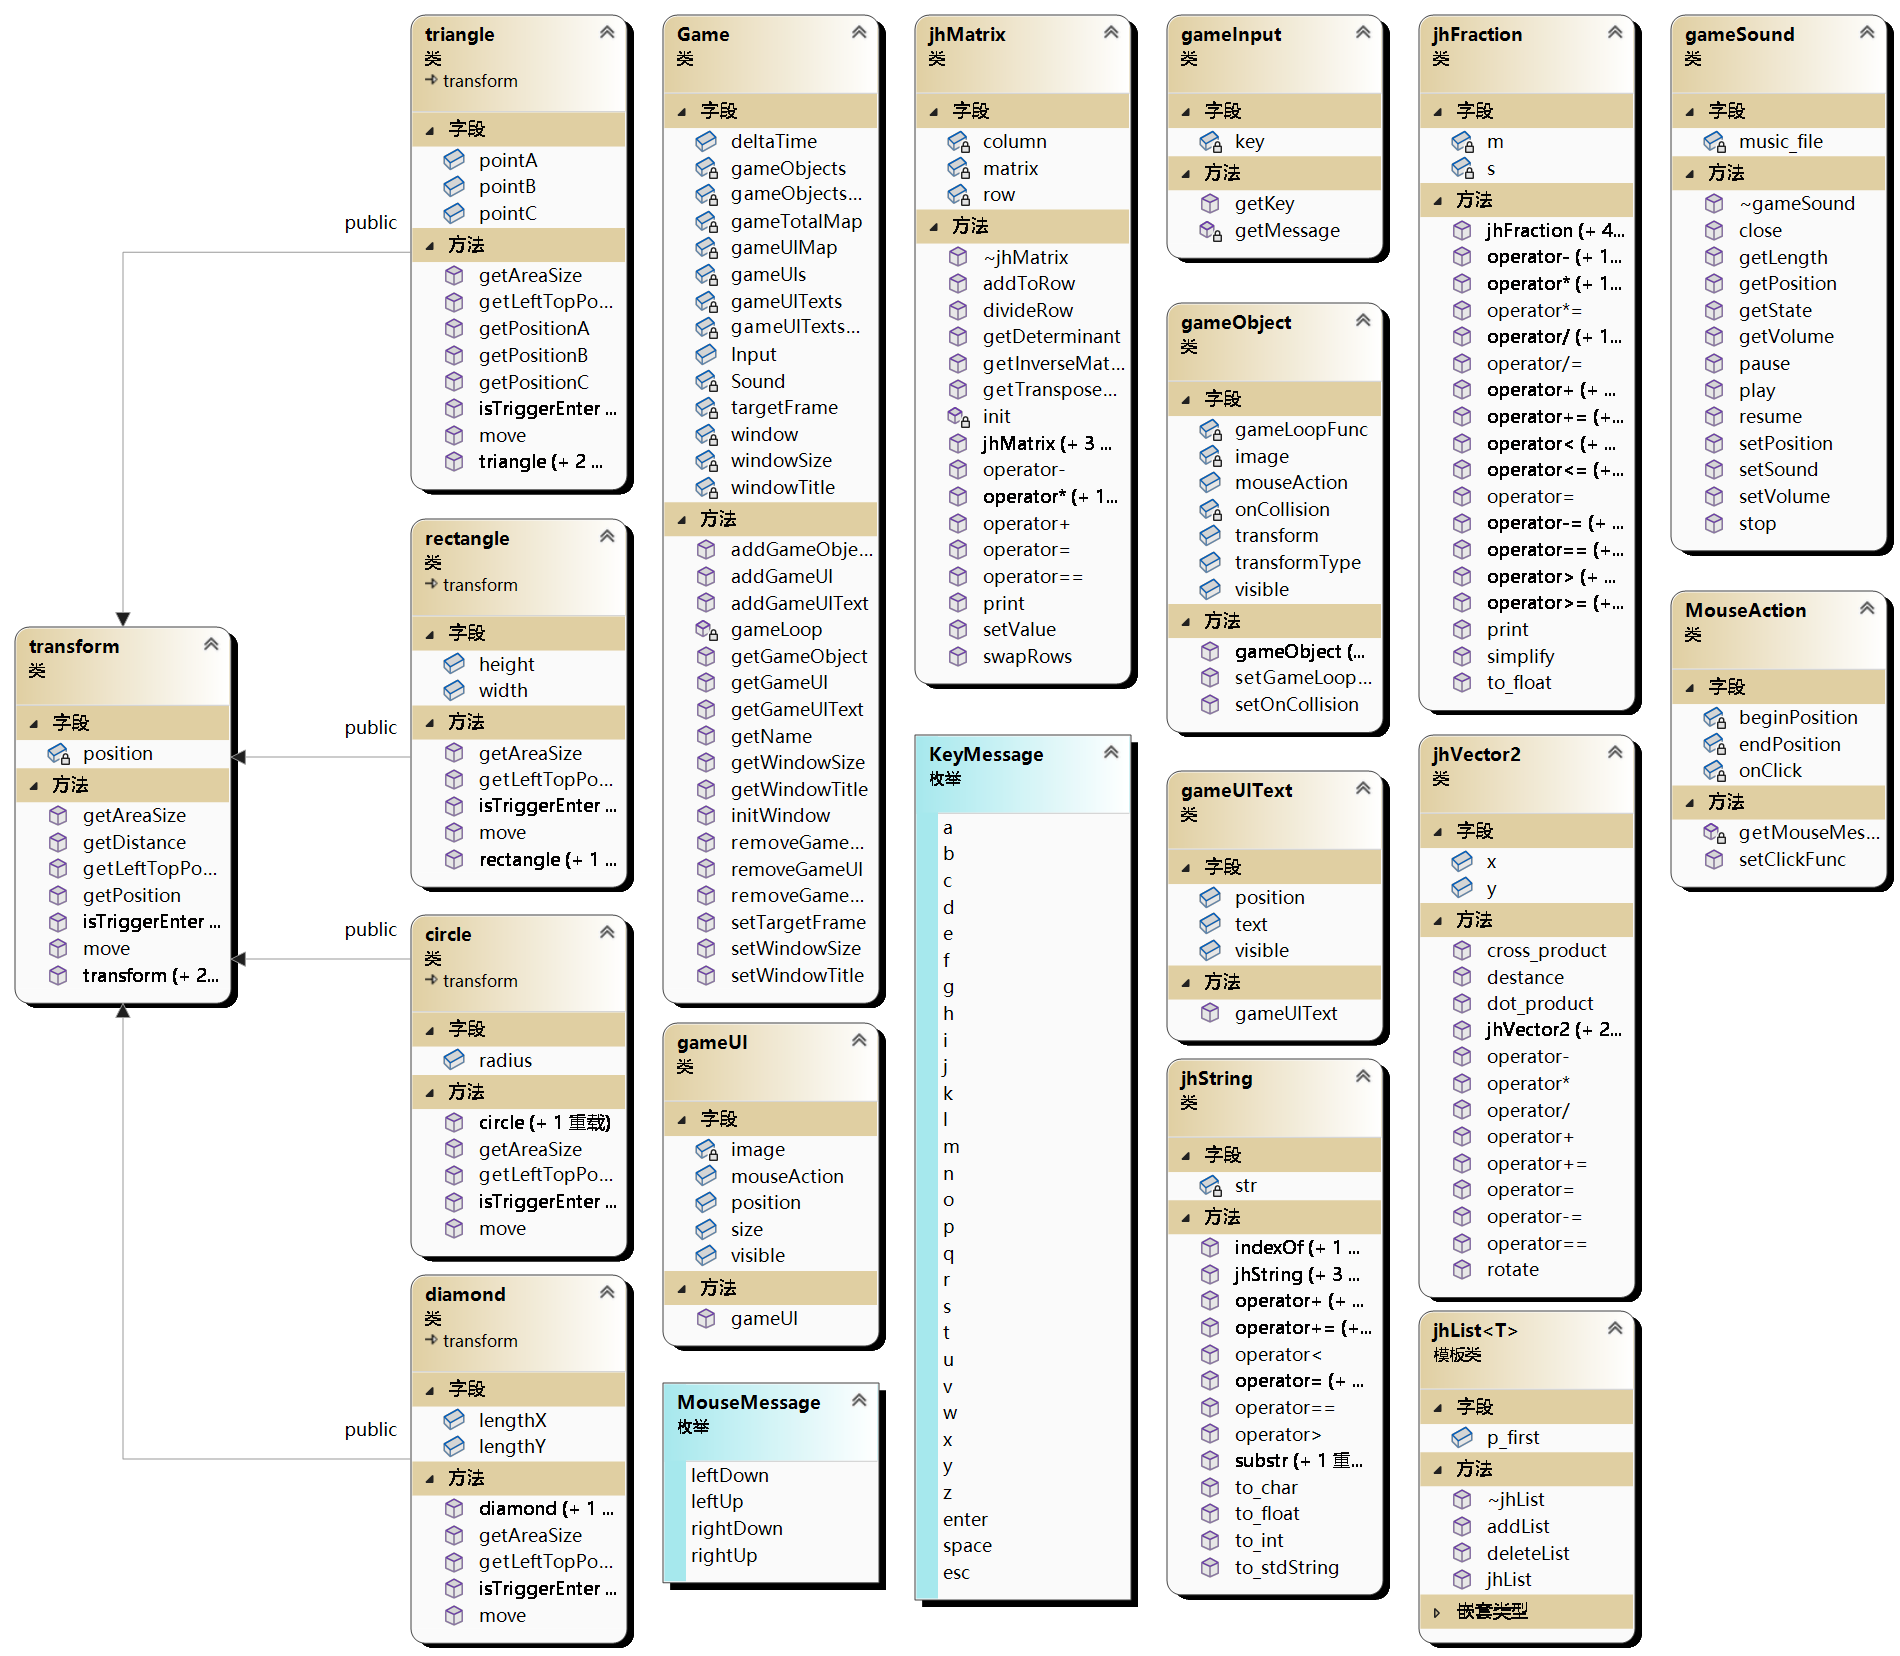 triangle
类
transform
字段
pointA
pointB
pointC
方法
getAreaSize
getLeftTopPo...
getPositionA
getPositionB
getPositionC
isTriggerEnter ...
move
triangle (+ 2 ...
public
rectangle
类
transform
字段
height
width
方法
getAreaSize
getLeftTopPo...
isTriggerEnter ...
move
rectangle (+ 1 ...
public
transform
类
字段
position
方法
getAreaSize
getDistance
getLeftTopPo...
getPosition
isTriggerEnter ...
move
transform (+ 2...
public
circle
类
transform
字段
radius
方法
circle (+ 1 重载)
getAreaSize
getLeftTopPo...
isTriggerEnter ...
move
public
diamond
类
transform
字段
lengthX
lengthY
方法
diamond (+ 1 ...
getAreaSize
getLeftTopPo...
isTriggerEnter ...
move
Game
类
字段
deltaTime
gameObjects
gameObjects...
gameTotalMap
gameUIMap
gameUIs
gameUITexts
gameUITexts...
Input
Sound
targetFrame
window
windowSize
windowTitle
方法
addGameObje...
addGameUI
addGameUIText
gameLoop
getGameObject
getGameUI
getGameUIText
getName
getWindowSize
getWindowTitle
initWindow
removeGame...
removeGameUI
removeGame...
setTargetFrame
setWindowSize
setWindowTitle
gameUI
类
字段
image
mouseAction
position
size
visible
方法
gameUI
MouseMessage
枚举
leftDown
leftUp
rightDown
rightUp
jhMatrix
类
字段
column
matrix
row
方法
~jhMatrix
addToRow
divideRow
getDeterminant
getInverseMat...
getTranspose...
init
jhMatrix (+ 3 ...
operator-
operator* (+ 1...
operator+
operator=
operator==
print
setValue
swapRows
KeyMessage
枚举
a
b
c
d
e
f
g
h
i
j
k
l
m
n
o
p
q
r
s
t
u
v
w
x
y
z
enter
space
esc
gameInput
类
字段
key
方法
getKey
getMessage
gameObject
类
字段
gameLoopFunc
image
mouseAction
onCollision
transform
transformType
visible
方法
gameObject (...
setGameLoop...
setOnCollision
gameUIText
类
字段
position
text
visible
方法
gameUIText
jhString
类
字段
str
方法
indexOf (+ 1 ...
jhString (+ 3 ...
operator+ (+ ...
operator+= (+...
operator<
operator= (+ ...
operator==
operator>
substr (+ 1 重...
to_char
to_float
to_int
to_stdString
jhFraction
类
字段
m
s
方法
jhFraction (+ 4...
operator- (+ 1...
operator* (+ 1...
operator*=
operator/ (+ 1...
operator/=
operator+ (+ ...
operator+= (+...
operator< (+ ...
operator<= (+...
operator=
operator-= (+ ...
operator== (+...
operator> (+ ...
operator>= (+...
print
simplify
to_float
jhVector2
类
字段
x
y
方法
cross_product
destance
dot_product
jhVector2 (+ 2...
operator-
operator*
operator/
operator+
operator+=
operator=
operator-=
operator==
rotate
jhList<T>
模板类
字段
p_first
方法
~jhList
addList
deleteList
jhList
嵌套类型
gameSound
类
字段
music_file
方法
~gameSound
close
getLength
getPosition
getState
getVolume
pause
play
resume
setPosition
setSound
setVolume
stop
MouseAction
类
字段
beginPosition
endPosition
onClick
方法
getMouseMes...
setClickFunc